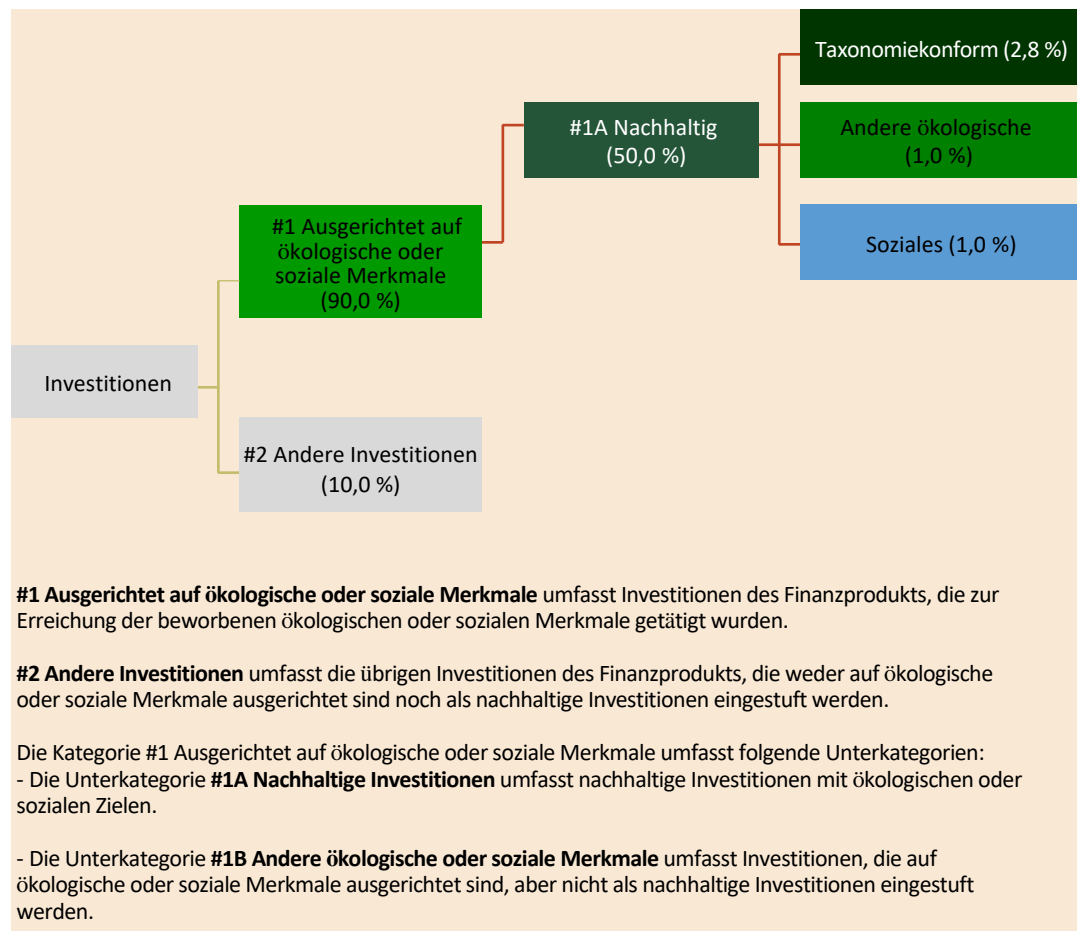 Taxonomiekonform (2,8 %)
#1A Nachhaltig
(50,0 %)
Andere ökologische
(1,0 %)
#1 Ausgerichtet auf
ökologische oder
soziale Merkmale
(90,0 %)
Soziales (1,0 %)
Investitionen
#2 Andere Investitionen
(10,0 %)
#1 Ausgerichtet auf ökologische oder soziale Merkmale umfasst Investitionen des Finanzprodukts, die zur
Erreichung der beworbenen ökologischen oder sozialen Merkmale getätigt wurden.
#2 Andere Investitionen umfasst die übrigen Investitionen des Finanzprodukts, die weder auf ökologische
oder soziale Merkmale ausgerichtet sind noch als nachhaltige Investitionen eingestuft werden.
Die Kategorie #1 Ausgerichtet auf ökologische oder soziale Merkmale umfasst folgende Unterkategorien:
- Die Unterkategorie #1A Nachhaltige Investitionen umfasst nachhaltige Investitionen mit ökologischen oder
sozialen Zielen.
- Die Unterkategorie #1B Andere ökologische oder soziale Merkmale umfasst Investitionen, die auf
ökologische oder soziale Merkmale ausgerichtet sind, aber nicht als nachhaltige Investitionen eingestuft
werden.